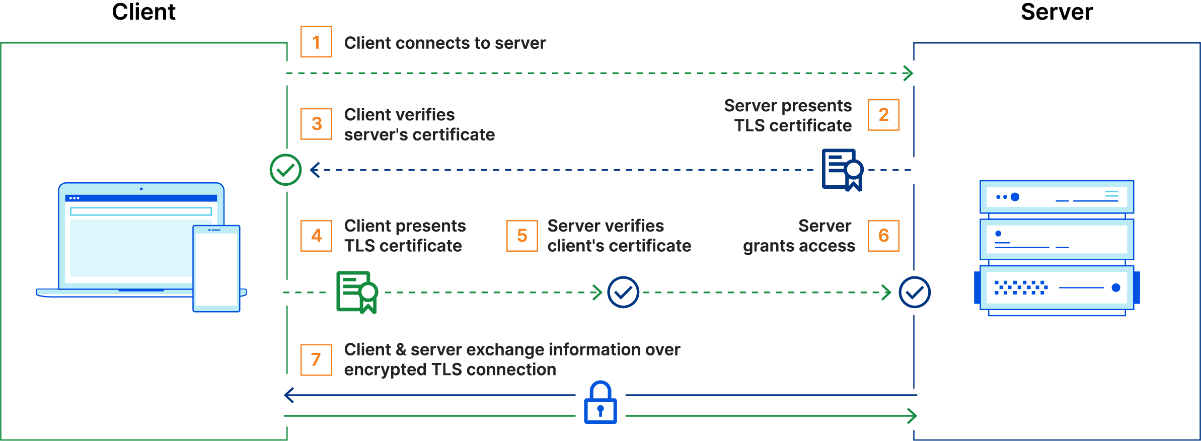 Client
Server
1
Client connects to server
Server presents
TLS certificate
2
3
Client verifies
server's certificate
4
Client presents
TLS certificate
5
Server verifies
client's certificate
Server
grants access
6
7
Client & server exchange information over
encrypted TLS connection